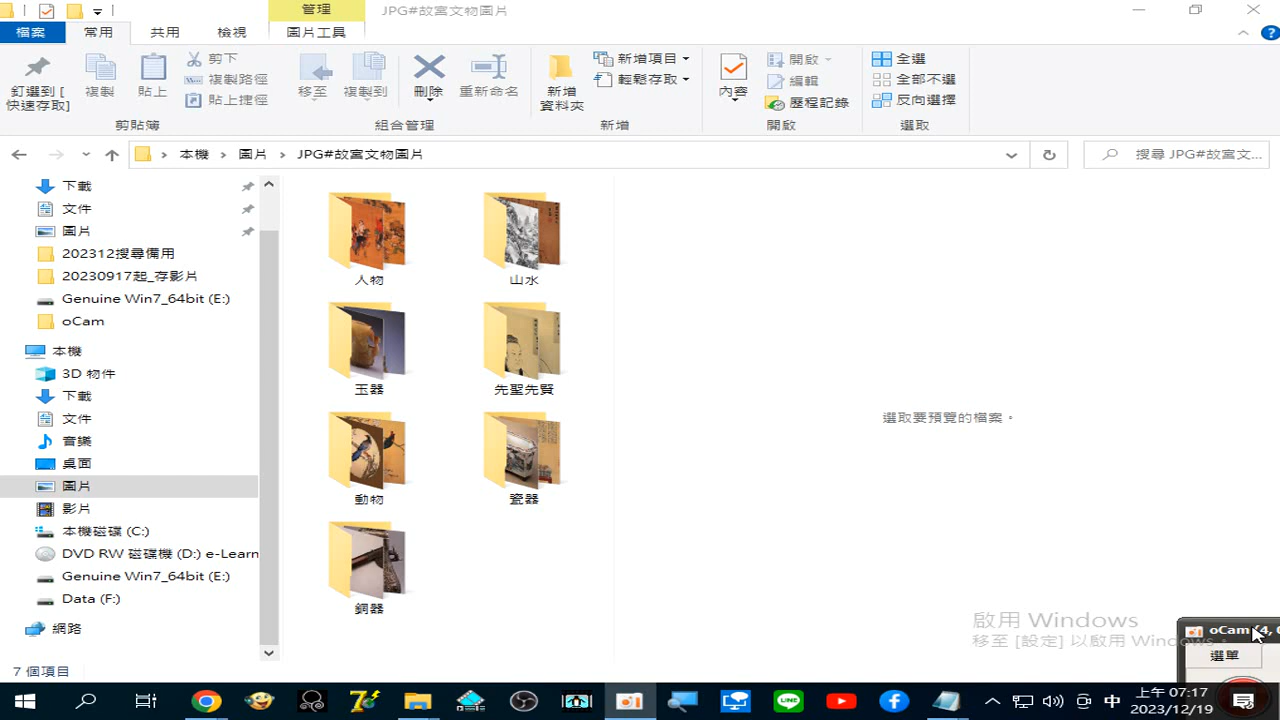 管理
JPG#故宮文物圖片
檔案
常用
共用
檢視
圖片工具
釘選到 [
快速存取]
複製
貼上
剪下
複製路徑
貼上捷徑
剪貼簿
移至
複製到
刪除
重新命名
組合管理
新增
資料夾
新增項目
輕鬆存取
新增
內容
開啟
編輯
歷程記錄
開啟
全選
全部不選
反向選擇
選取
本機 > 圖片 > JPG#故宮文物圖片
搜尋 JPG#故宮文...
下載
文件
圖片
202312搜尋備用
20230917起_存影片
Genuine Win7_64bit (E:)
oCam
本機
3D 物件
下載
文件
音樂
桌面
圖片
影片
本機磁碟 (C:)
DVD RW 磁碟機 (D:) e-Learn
Genuine Win7_64bit (E:)
Data (F:)
網路
人物
山水
玉器
先聖先賢
動物
瓷器
銅器
選取要預覽的檔案。
啟用 Windows
移至 [設定] 以啟用 Windows。
oCam (4, 0
選單
7 個項目
中
上午 07:17
2023/12/19